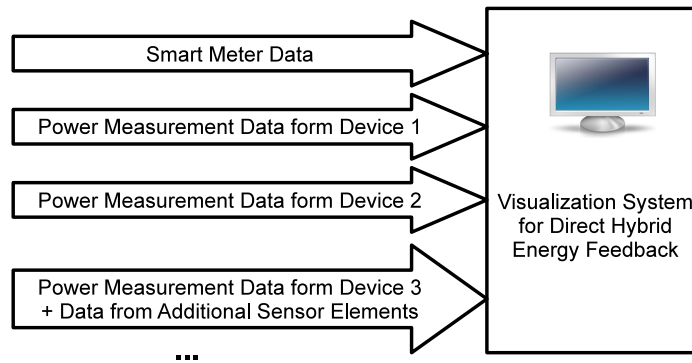 Smart Meter Data
Power Measurement Data form Device 1
Power Measurement Data form Device 2
Power Measurement Data form Device 3
+ Data from Additional Sensor Elements
...
Visualization System
for Direct Hybrid
Energy Feedback